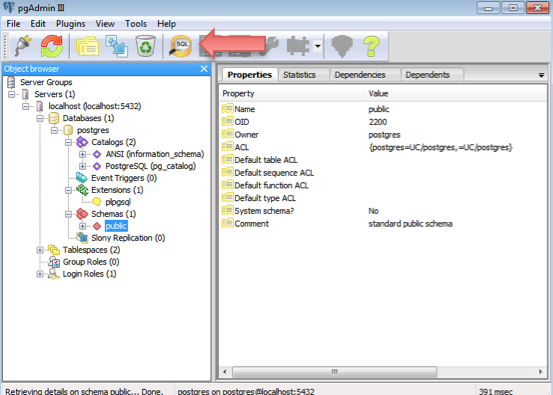 pgAdmin III
File Edit Plugins View Tools Help
SQL
Object browser
Server Groups
Servers (1)
localhost (localhost:5432)
Databases (1)
postgres
Catalogs (2)
ANSI (information_schema)
PostgreSQL (pg_catalog)
Event Triggers (0)
Extensions (1)
plpgsql
Schemas (1)
public
Slony Replication (0)
Tablespaces (2)
Group Roles (0)
Login Roles (1)
Properties Statistics Dependencies Dependents
Property Value
Name public
OID 2200
Owner postgres
ACL {postgres=UC/postgres,=UC/postgres}
Default table ACL
Default sequence ACL
Default function ACL
Default type ACL
System schema? No
Comment standard public schema
Retrieving details on schema public... Done. postgres on postgres@localhost:5432 391 msec